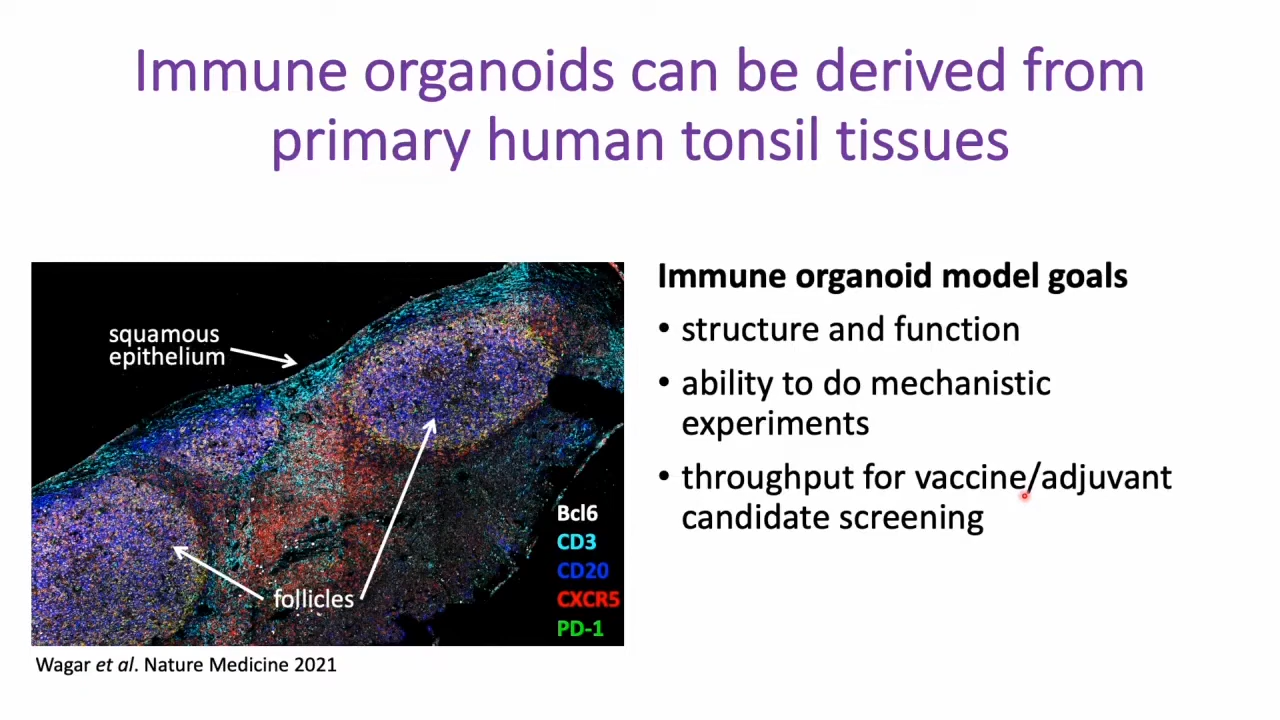 Immune organoids can be derived from
primary human tonsil tissues
squamous
epithelium
follicles
Bcl6
CD3
CD20
CXCR5
PD-1
Wagar et al. Nature Medicine 2021
Immune organoid model goals
• structure and function
• ability to do mechanistic
experiments
• throughput for vaccine/adjuvant
candidate screening